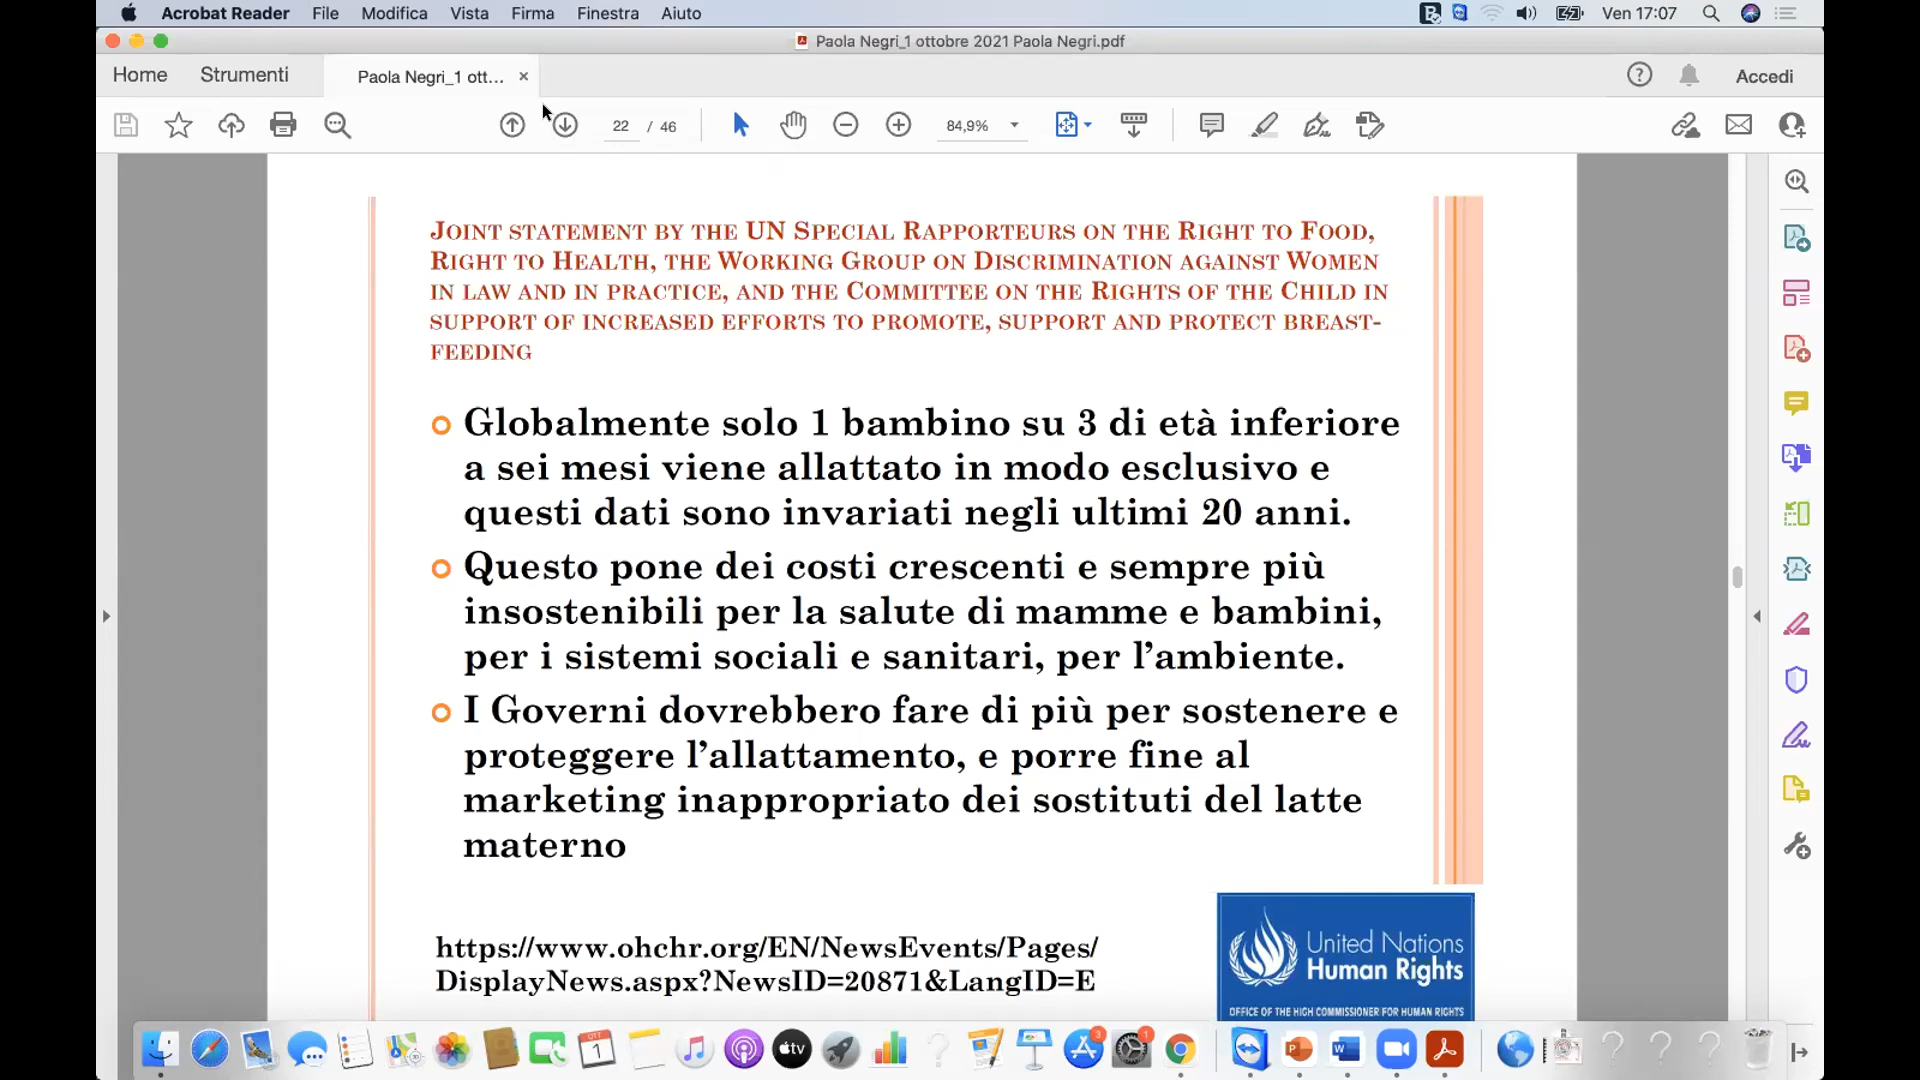 Acrobat Reader File Modifica Vista Firma Finestra Aiuto Ven 17:07
Paola Negri_1 ottobre 2021 Paola Negri.pdf
Home Strumenti Paola Negri_1 ott... × Accedi
22 / 46 84,9%
JOINT STATEMENT BY THE UN SPECIAL RAPPORTEURS ON THE RIGHT TO FOOD,
RIGHT TO HEALTH, THE WORKING GROUP ON DISCRIMINATION AGAINST WOMEN
IN LAW AND IN PRACTICE, AND THE COMMITTEE ON THE RIGHTS OF THE CHILD IN
SUPPORT OF INCREASED EFFORTS TO PROMOTE, SUPPORT AND PROTECT BREAST-
FEEDING
Globalmente solo 1 bambino su 3 di età inferiore
a sei mesi viene allattato in modo esclusivo e
questi dati sono invariati negli ultimi 20 anni.
Questo pone dei costi crescenti e sempre più
insostenibili per la salute di mamme e bambini,
per i sistemi sociali e sanitari, per l’ambiente.
I Governi dovrebbero fare di più per sostenere e
proteggere l’allattamento, e porre fine al
marketing inappropriato dei sostituti del latte
materno
https://www.ohchr.org/EN/NewsEvents/Pages/
DisplayNews.aspx?NewsID=20871&LangID=E
United Nations
Human Rights
OFFICE OF THE HIGH COMMISSIONER FOR HUMAN RIGHTS
OTT
1
tv
3
1